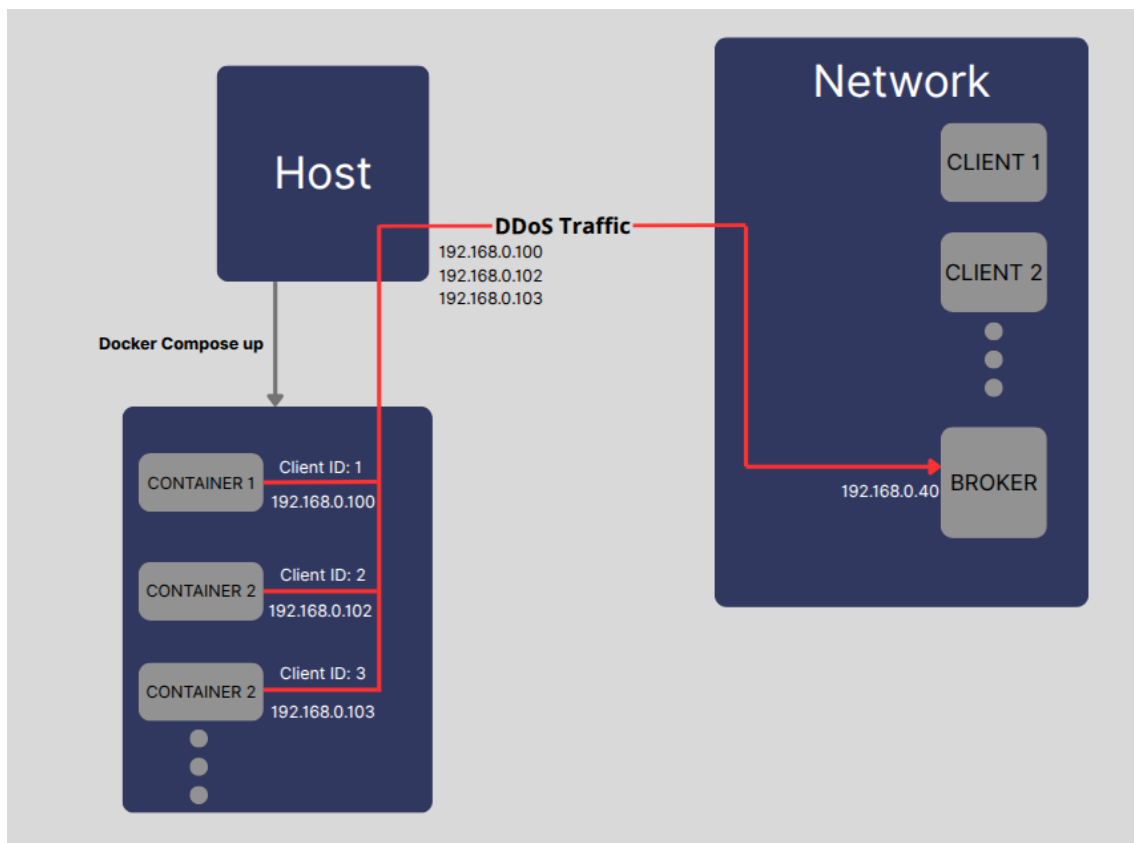 Network
Host
CLIENT 1
DDoS Traffic
192.168.0.100
192.168.0.102
192.168.0.103
CLIENT 2
Docker Compose up
Client ID: 1
CONTAINER 1
192.168.0.100
192.168.0.40
BROKER
Client ID: 2
CONTAINER 2
192.168.0.102
Client ID: 3
CONTAINER 2
192.168.0.103